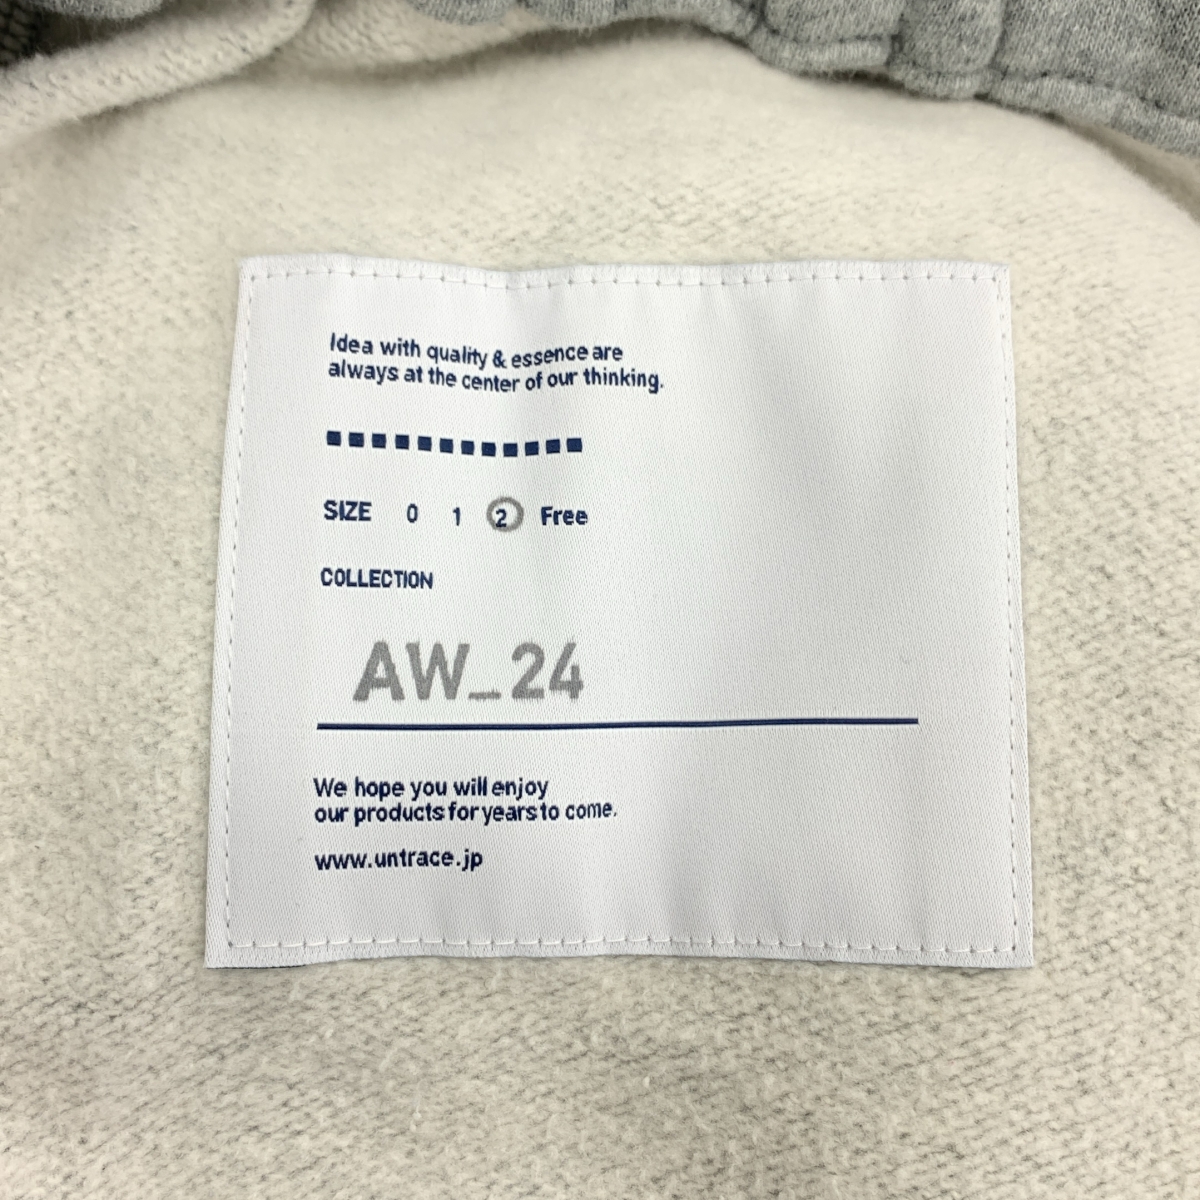 Idea with quality & essence are
always at the center of our thinking.
SIZE 0 1 2 Free
COLLECTION
AW_24
We hope you will enjoy
our products for years to come.
www.untrace.jp